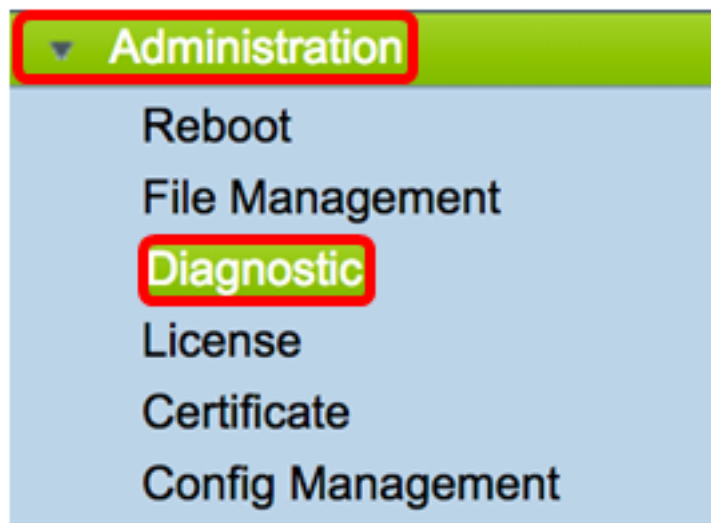 Administration
Reboot
File Management
Diagnostic
License
Certificate
Config Management